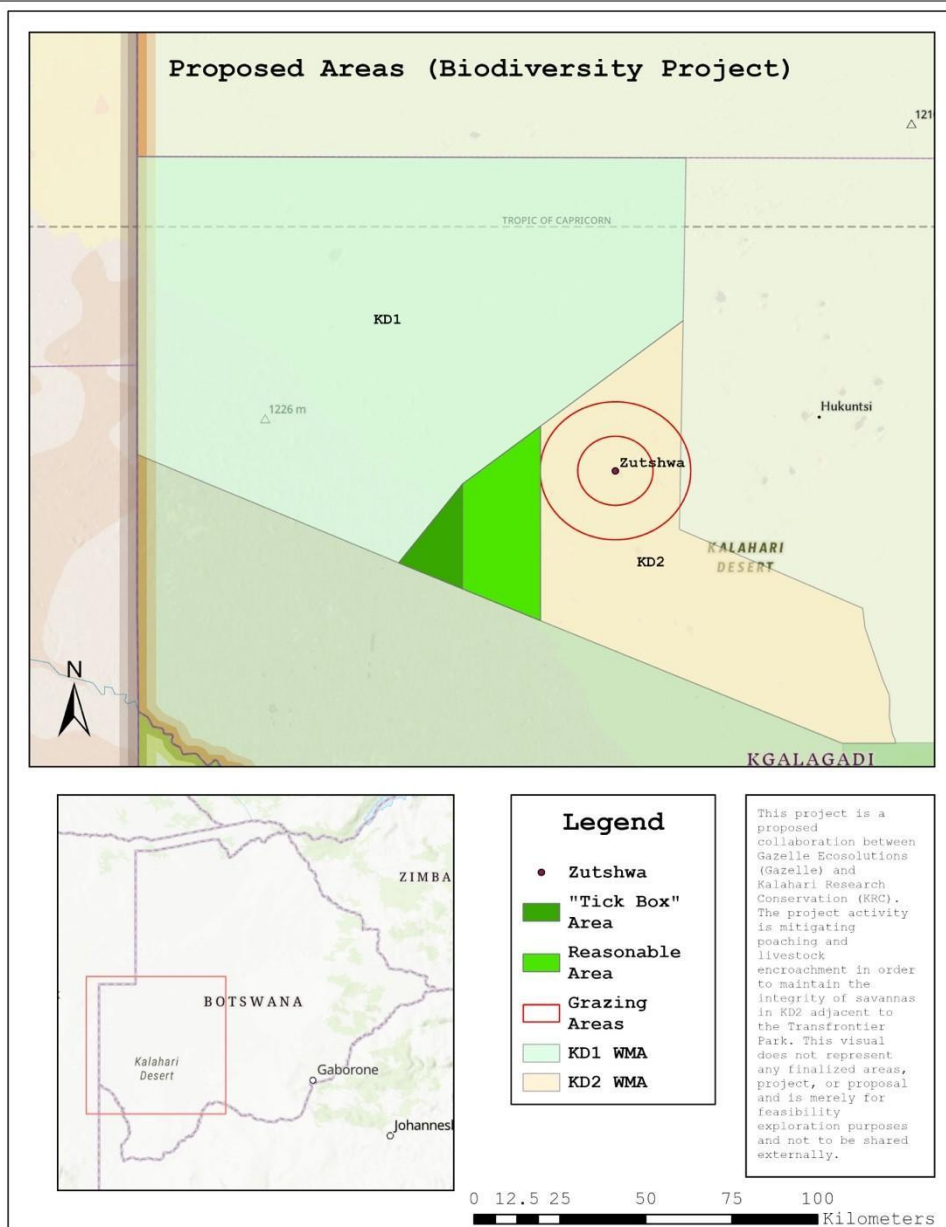 Proposed Areas (Biodiversity Project)
121
TROPIC OF CAPRICORN
KD1
1226 m
Hukuntsi
Zutshwa
KALAHARI
DESERT
KD2
N
KGALAGADI
ZIMBA
BOTSWANA
Kalahari
Desert
Gaborone
Johannesb
Legend
Zutshwa
"Tick Box"
Area
Reasonable
Area
Grazing
Areas
KD1 WMA
KD2 WMA
This project is a
proposed
collaboration between
Gazelle Ecosolutions
(Gazelle) and
Kalahari Research
Conservation (KRC).
The project activity
is mitigating
poaching and
livestock
encroachment in order
to maintain the
integrity of savannas
in KD2 adjacent to
the Transfrontier
Park. This visual
does not represent
any finalized areas,
project, or proposal
and is merely for
feasibility
exploration purposes
and not to be shared
externally.
0 12.5 25 50 75 100
Kilometers